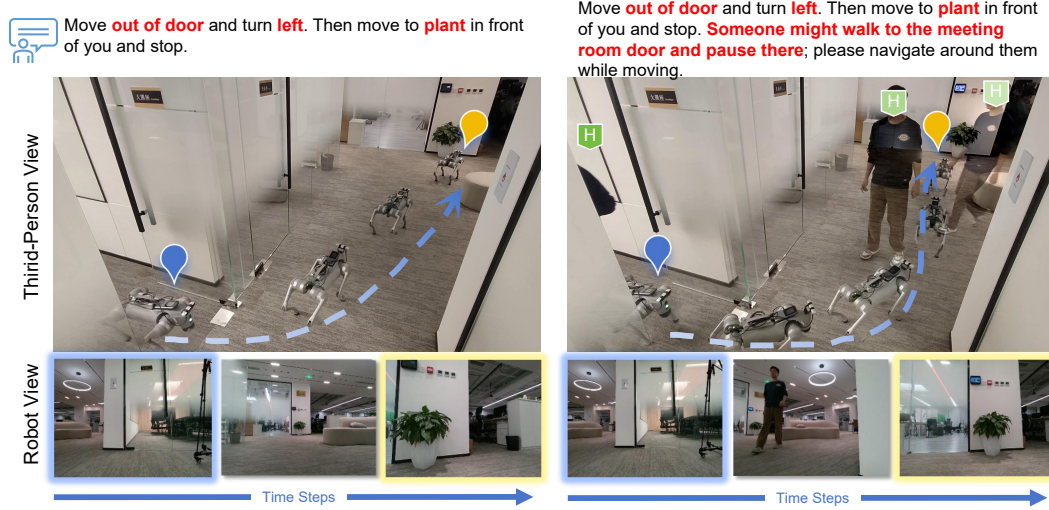 Move out of door and turn left. Then move to plant in front
of you and stop.
Move out of door and turn left. Then move to plant in front
of you and stop. Someone might walk to the meeting
room door and pause there; please navigate around them
while moving.
Thirid-Person View
H
H
H
Robot View
Time Steps
Time Steps